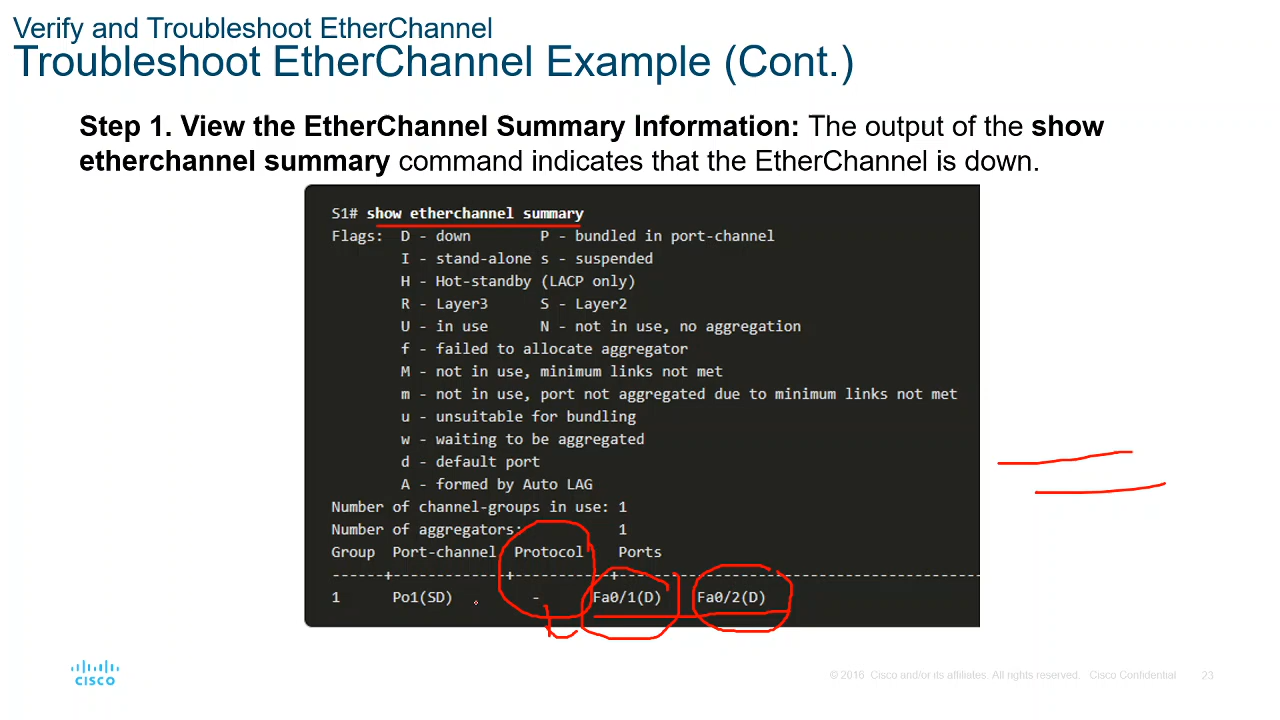 Verify and Troubleshoot EtherChannel
Troubleshoot EtherChannel Example (Cont.)
Step 1. View the EtherChannel Summary Information: The output of the show
etherchannel summary command indicates that the EtherChannel is down.
S1# show etherchannel summary
Flags:  D - down        P - bundled in port-channel
        I - stand-alone s - suspended
        H - Hot-standby (LACP only)
        R - Layer3      S - Layer2
        U - in use      N - not in use, no aggregation
        f - failed to allocate aggregator
        M - not in use, minimum links not met
        m - not in use, port not aggregated due to minimum links not met
        u - unsuitable for bundling
        w - waiting to be aggregated
        d - default port
        A - formed by Auto LAG
Number of channel-groups in use: 1
Number of aggregators:           1
Group  Port-channel  Protocol    Ports
------+-------------+-----------+------------------------------------------
1      Po1(SD)         -      Fa0/1(D)    Fa0/2(D)
CISCO
© 2016 Cisco and/or its affiliates. All rights reserved. Cisco Confidential 23